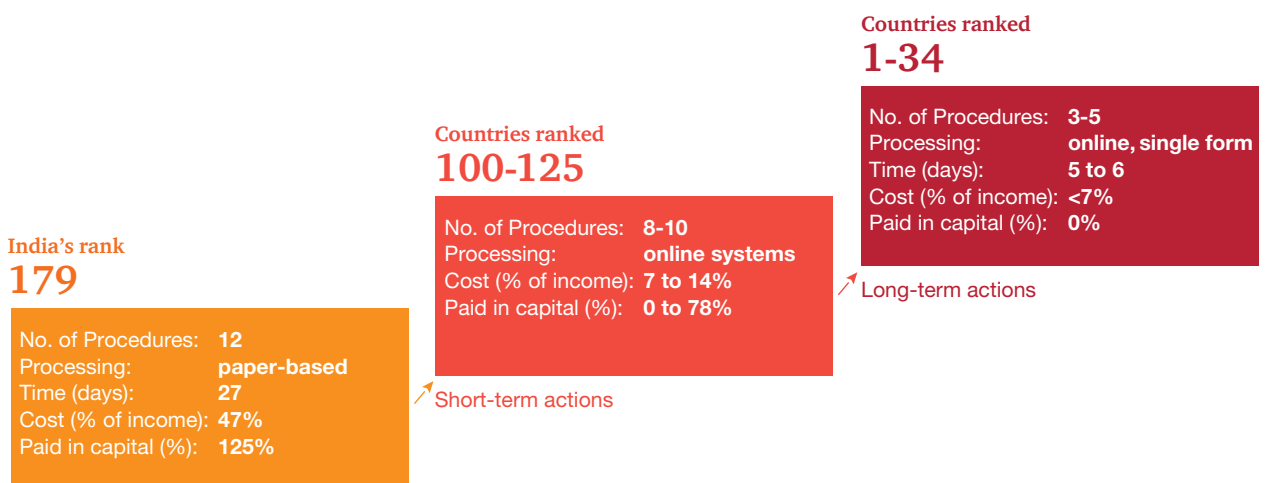 India's rank
179
No. of Procedures: 12
Processing: paper-based
Time (days): 27
Cost (% of income): 47%
Paid in capital (%): 125%
Short-term actions
Countries ranked
100-125
No. of Procedures: 8-10
Processing: online systems
Cost (% of income): 7 to 14%
Paid in capital (%): 0 to 78%
Long-term actions
Countries ranked
1-34
No. of Procedures: 3-5
Processing: online, single form
Time (days): 5 to 6
Cost (% of income): <7%
Paid in capital (%): 0%